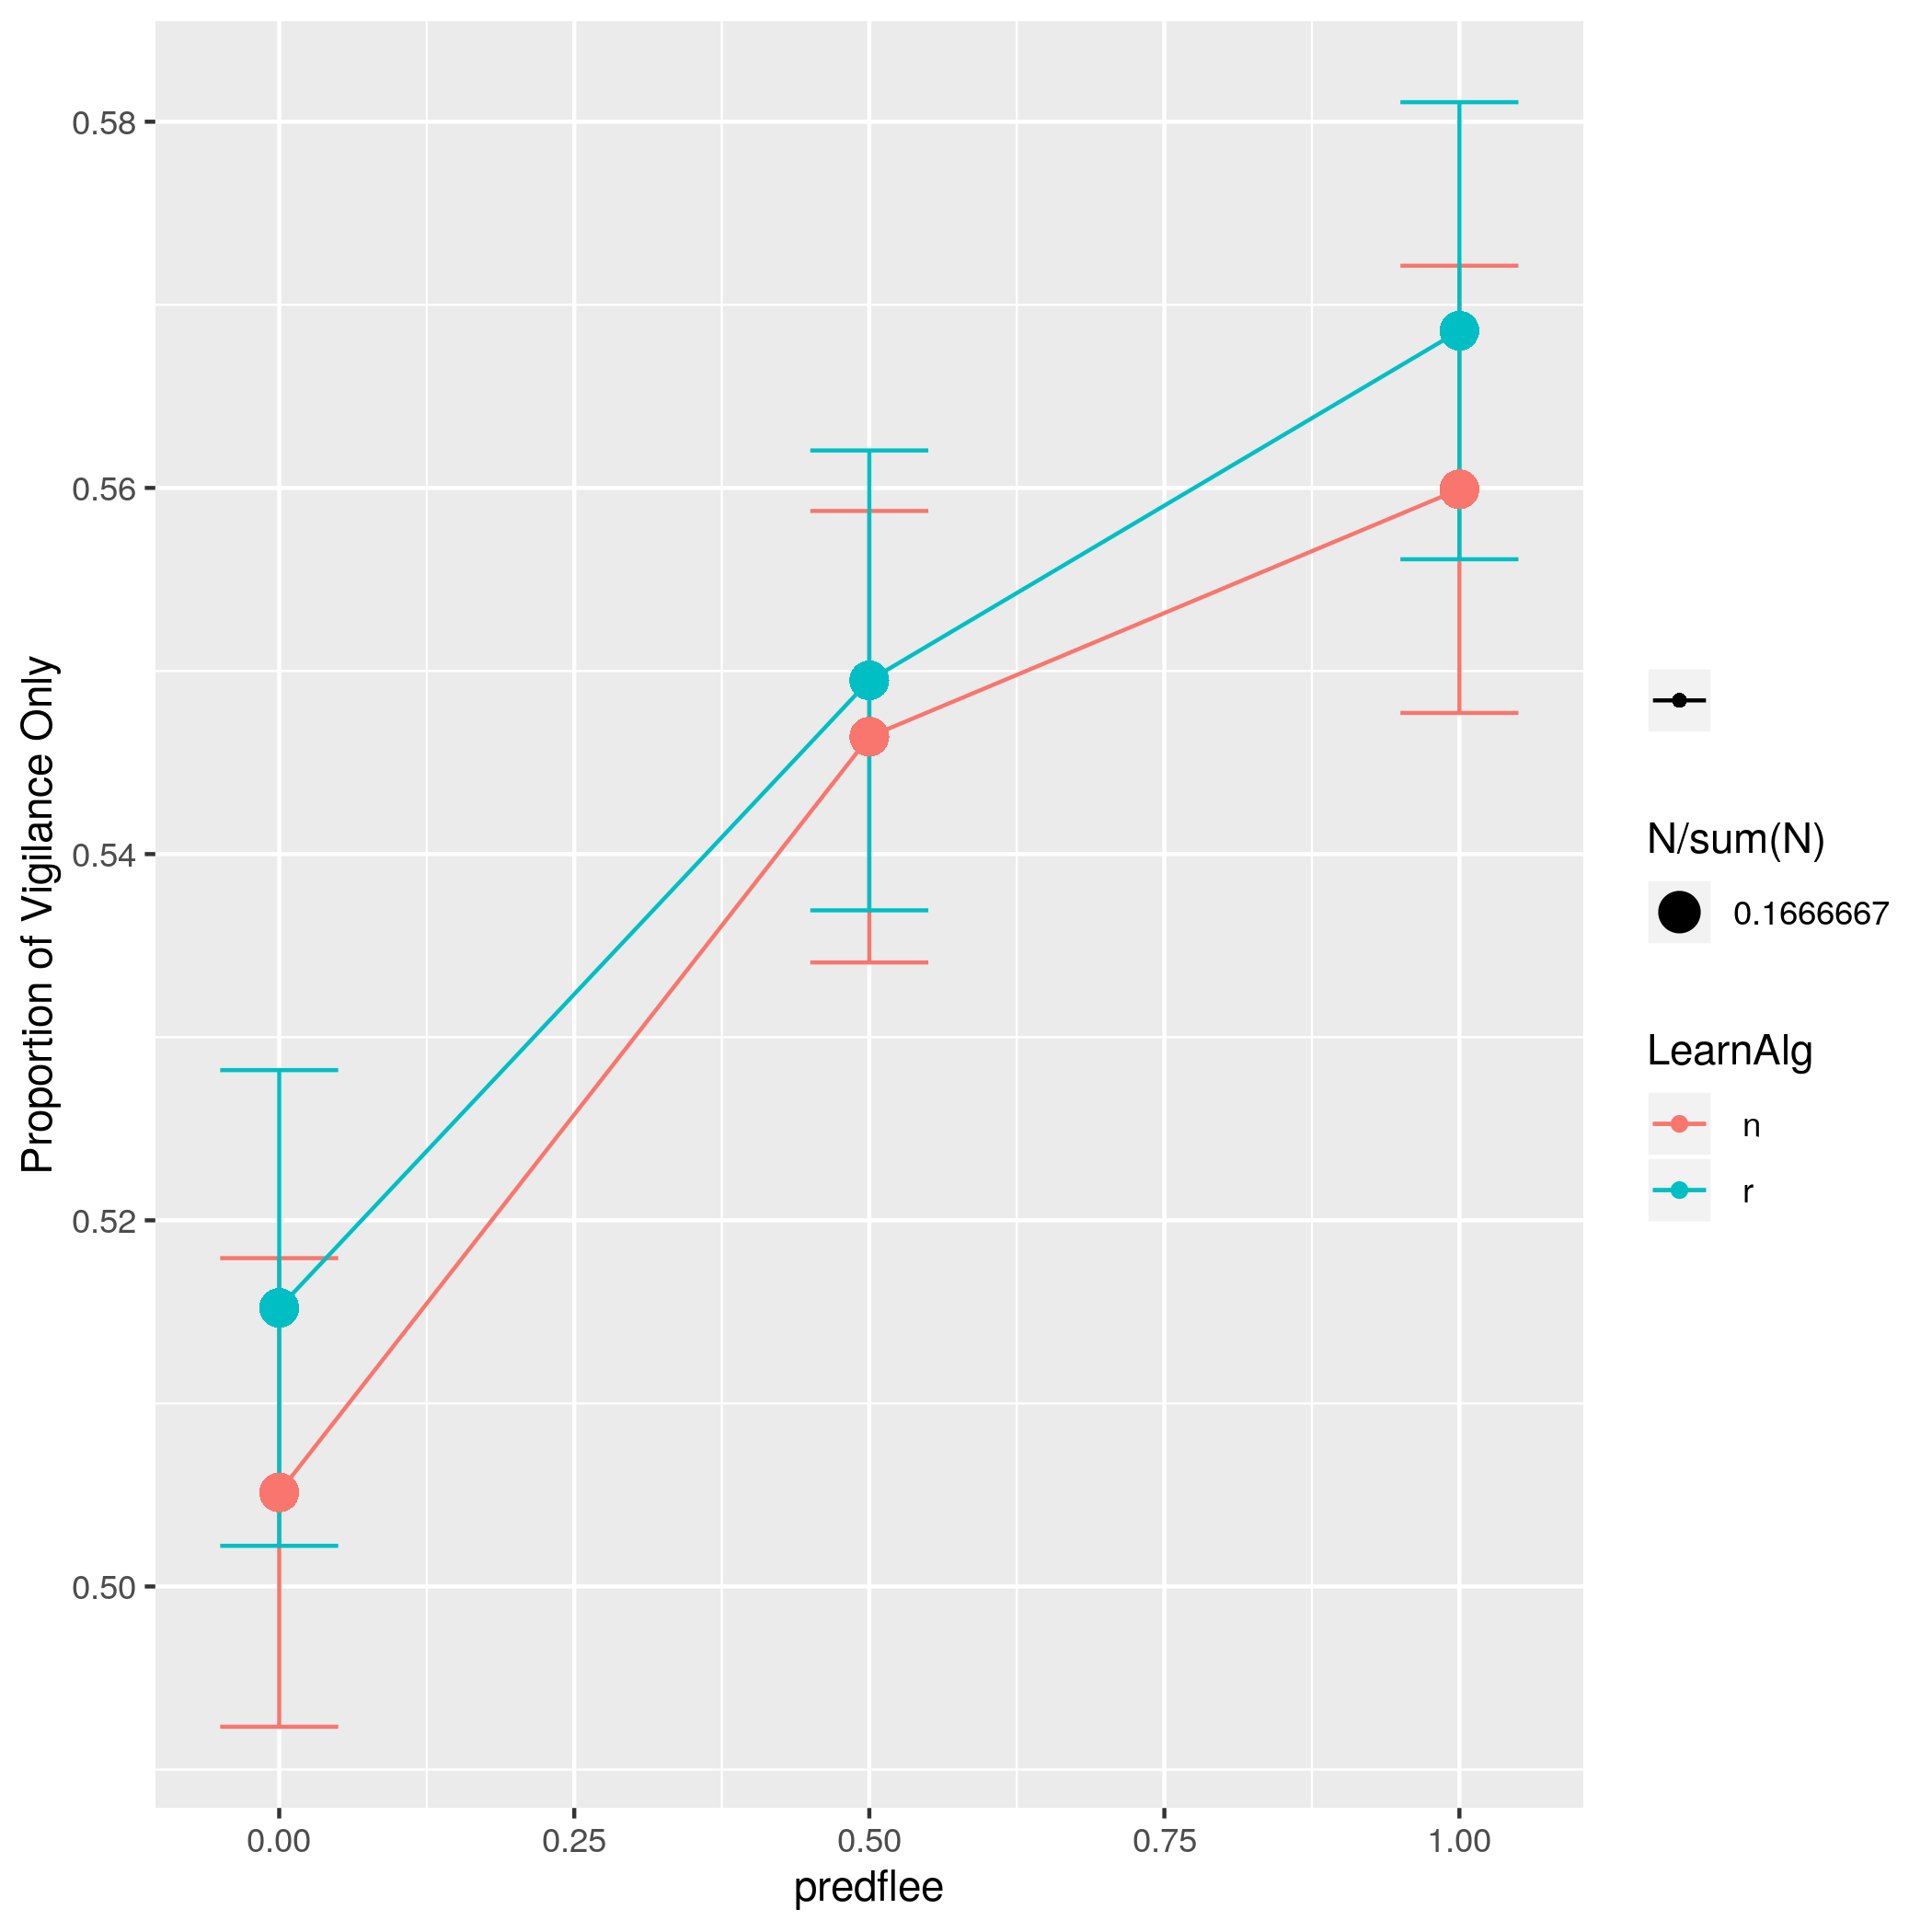 Proportion of Vigilance Only
0.58
0.56
0.54
0.52
0.50
0.00 0.25 0.50 0.75 1.00
predflee
N/sum(N)
0.1666667
LearnAlg
n
r